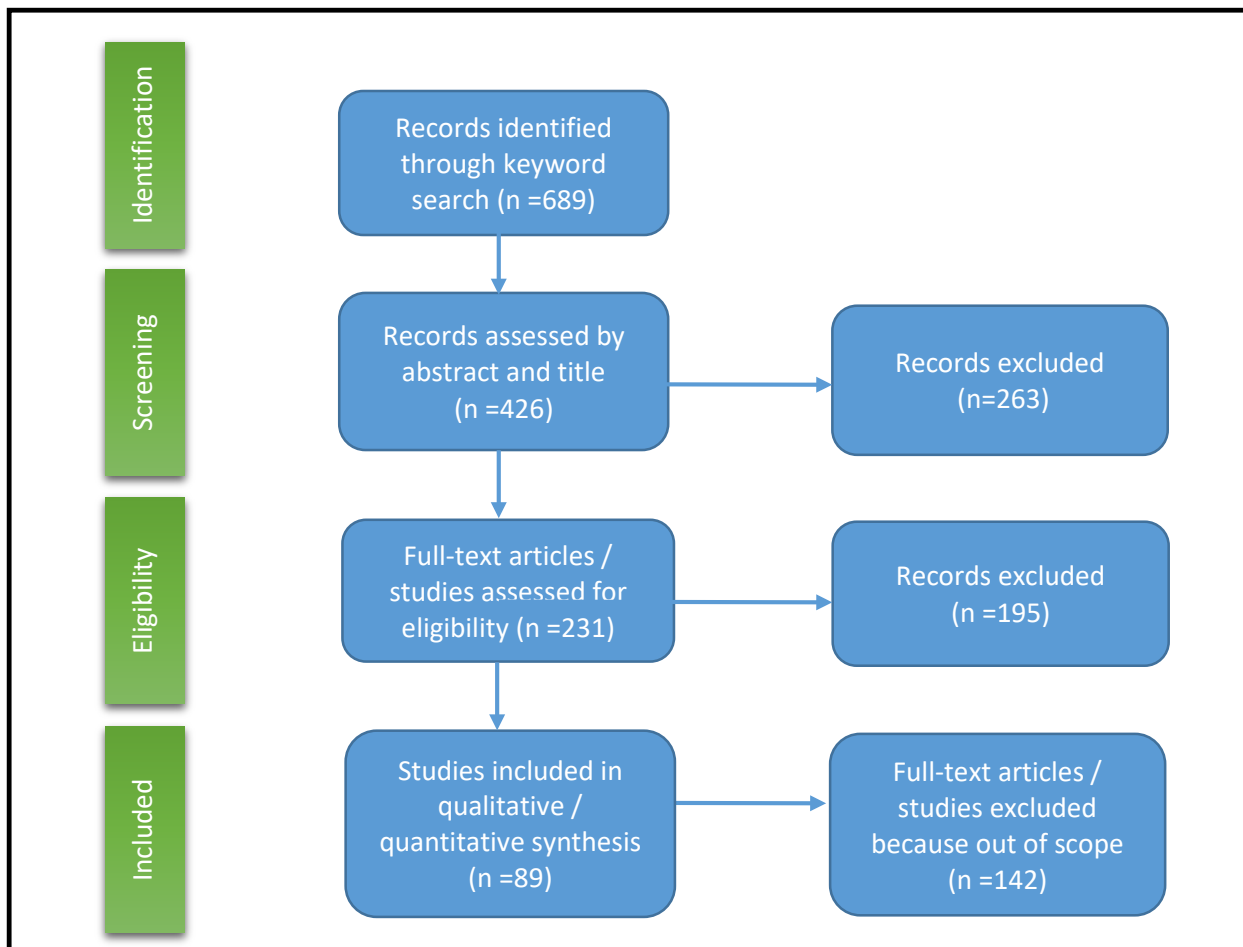 Identification
Records identified
through keyword
search (n =689)
Screening
Records assessed by
abstract and title
(n =426)
Records excluded
(n=263)
Eligibility
Full-text articles /
studies assessed for
eligibility (n =231)
Records excluded
(n =195)
Included
Studies included in
qualitative /
quantitative synthesis
(n =89)
Full-text articles /
studies excluded
because out of scope
(n =142)